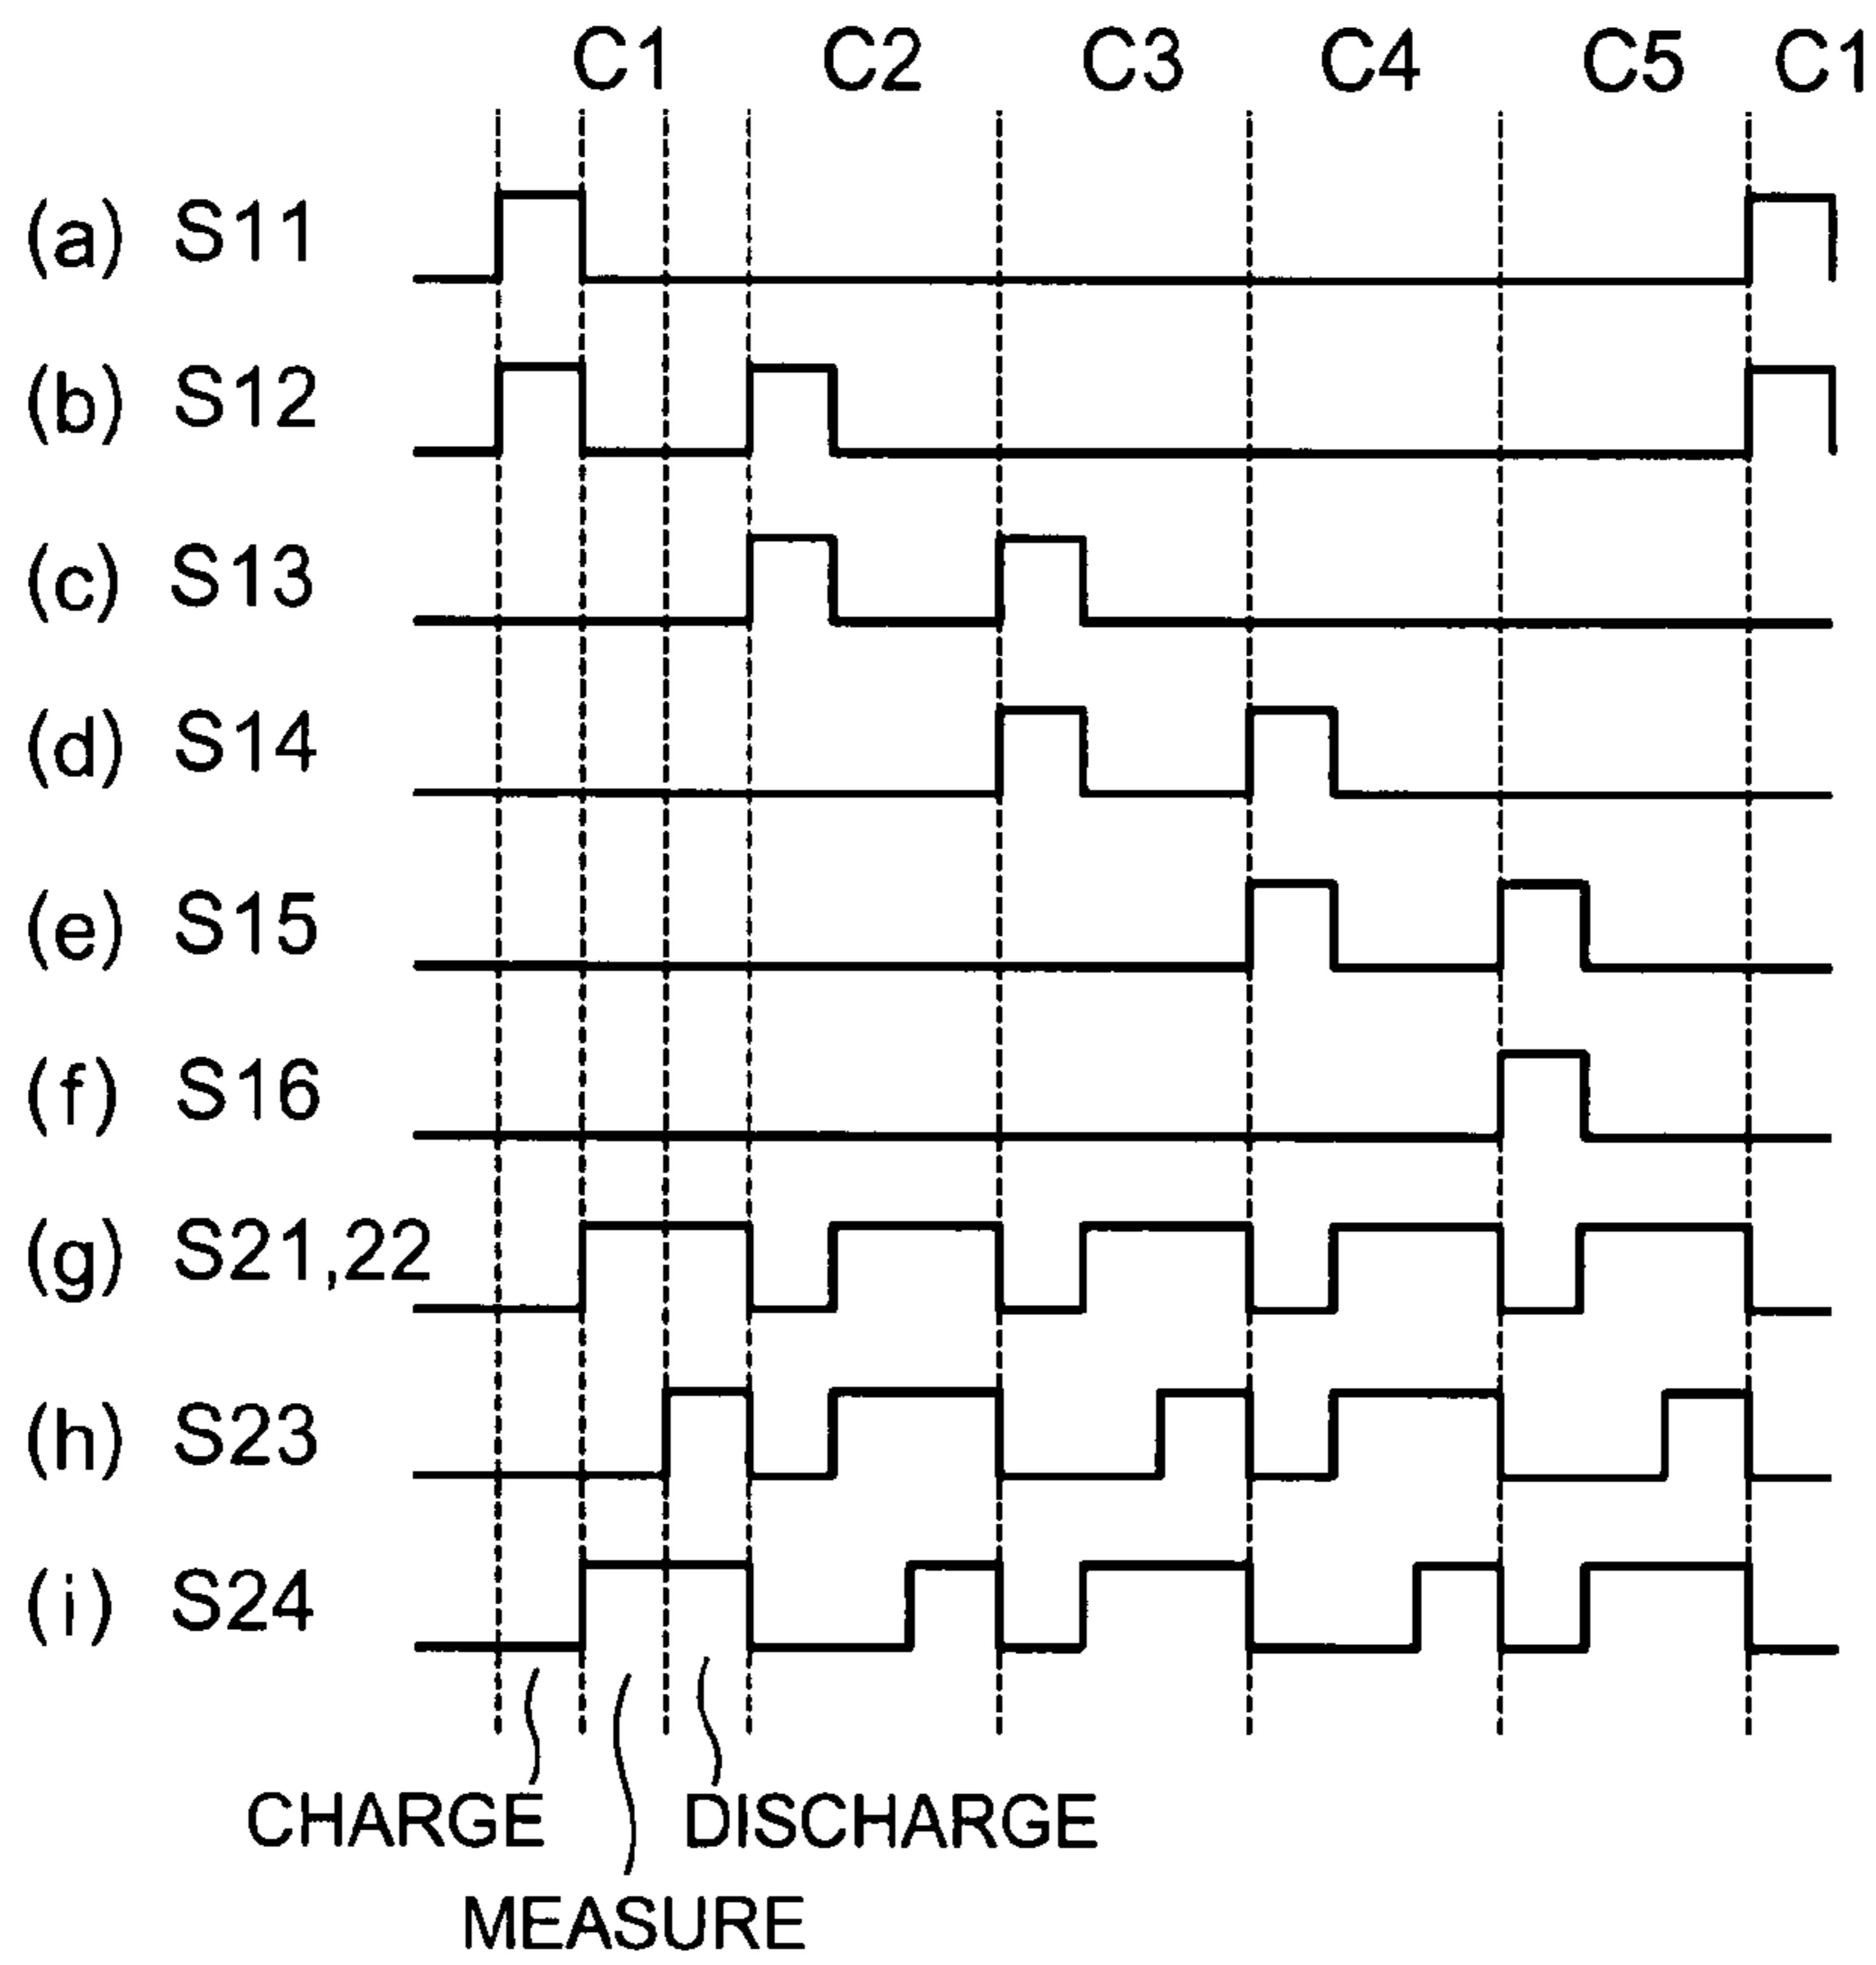 C1 C2 C3 C4 C5 C1
(a) S11
(b) S12
(c) S13
(d) S14
(e) S15
(f) S16
(g) S21,22
(h) S23
(i) S24
CHARGE DISCHARGE
MEASURE